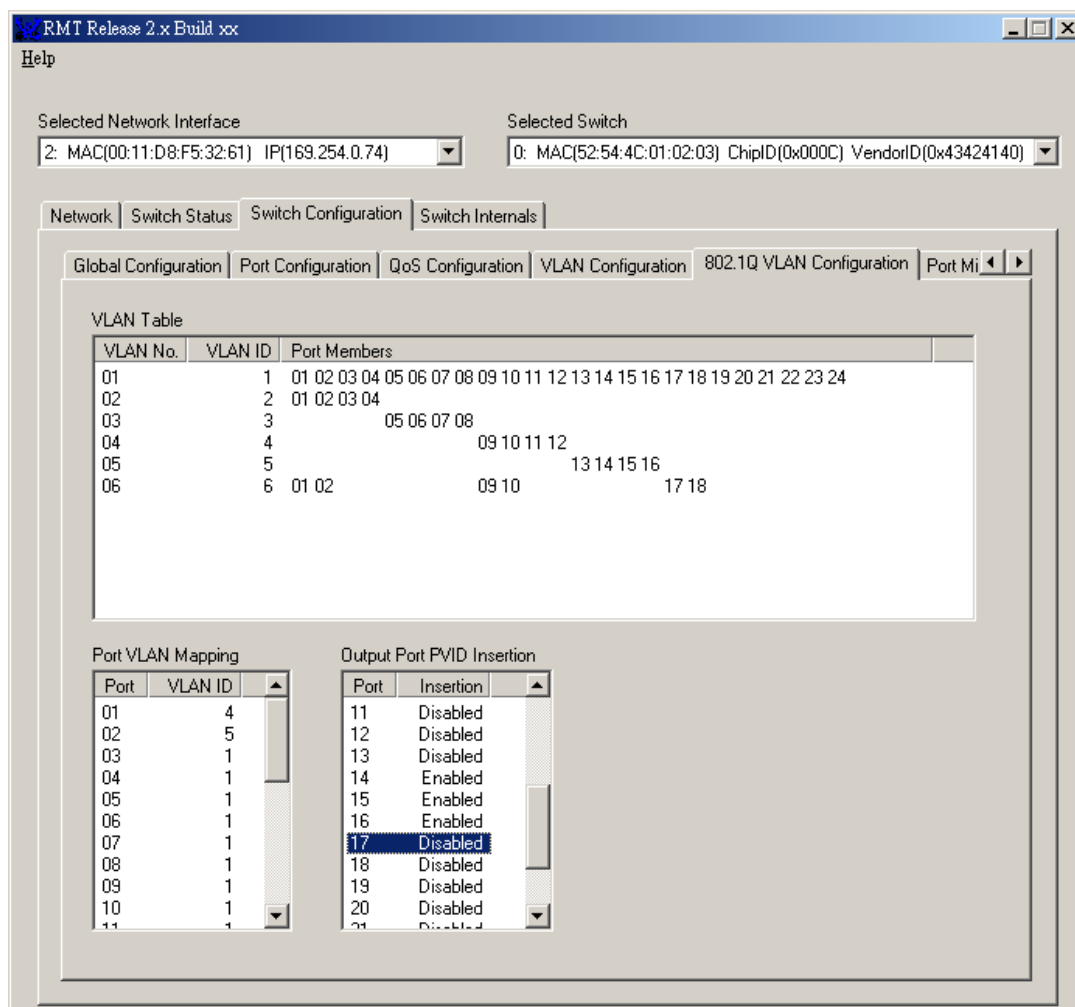 RMT Release 2.x Build xx
Help
Selected Network Interface
Selected Switch
2: MAC(00:11:D8:F5:32:61) IP(169.254.0.74)
0: MAC(52:54:4C:01:02:03) ChipID(0x000C) VendorID(0x43424140)
Network Switch Status Switch Configuration Switch Internals
Global Configuration Port Configuration QoS Configuration VLAN Configuration 802.1Q VLAN Configuration Port Mi
VLAN Table
VLAN No. VLAN ID Port Members
01 1 01 02 03 04 05 06 07 08 09 10 11 12 13 14 15 16 17 18 19 20 21 22 23 24
02 2 01 02 03 04
03 3 05 06 07 08
04 4 09 10 11 12
05 5 13 14 15 16
06 6 01 02 09 10 17 18
Port VLAN Mapping
Port VLAN ID
01 4
02 5
03 1
04 1
05 1
06 1
07 1
08 1
09 1
10 1
11 1
Output Port PVID Insertion
Port Insertion
11 Disabled
12 Disabled
13 Disabled
14 Enabled
15 Enabled
16 Enabled
17 Disabled
18 Disabled
19 Disabled
20 Disabled
21 Disabled